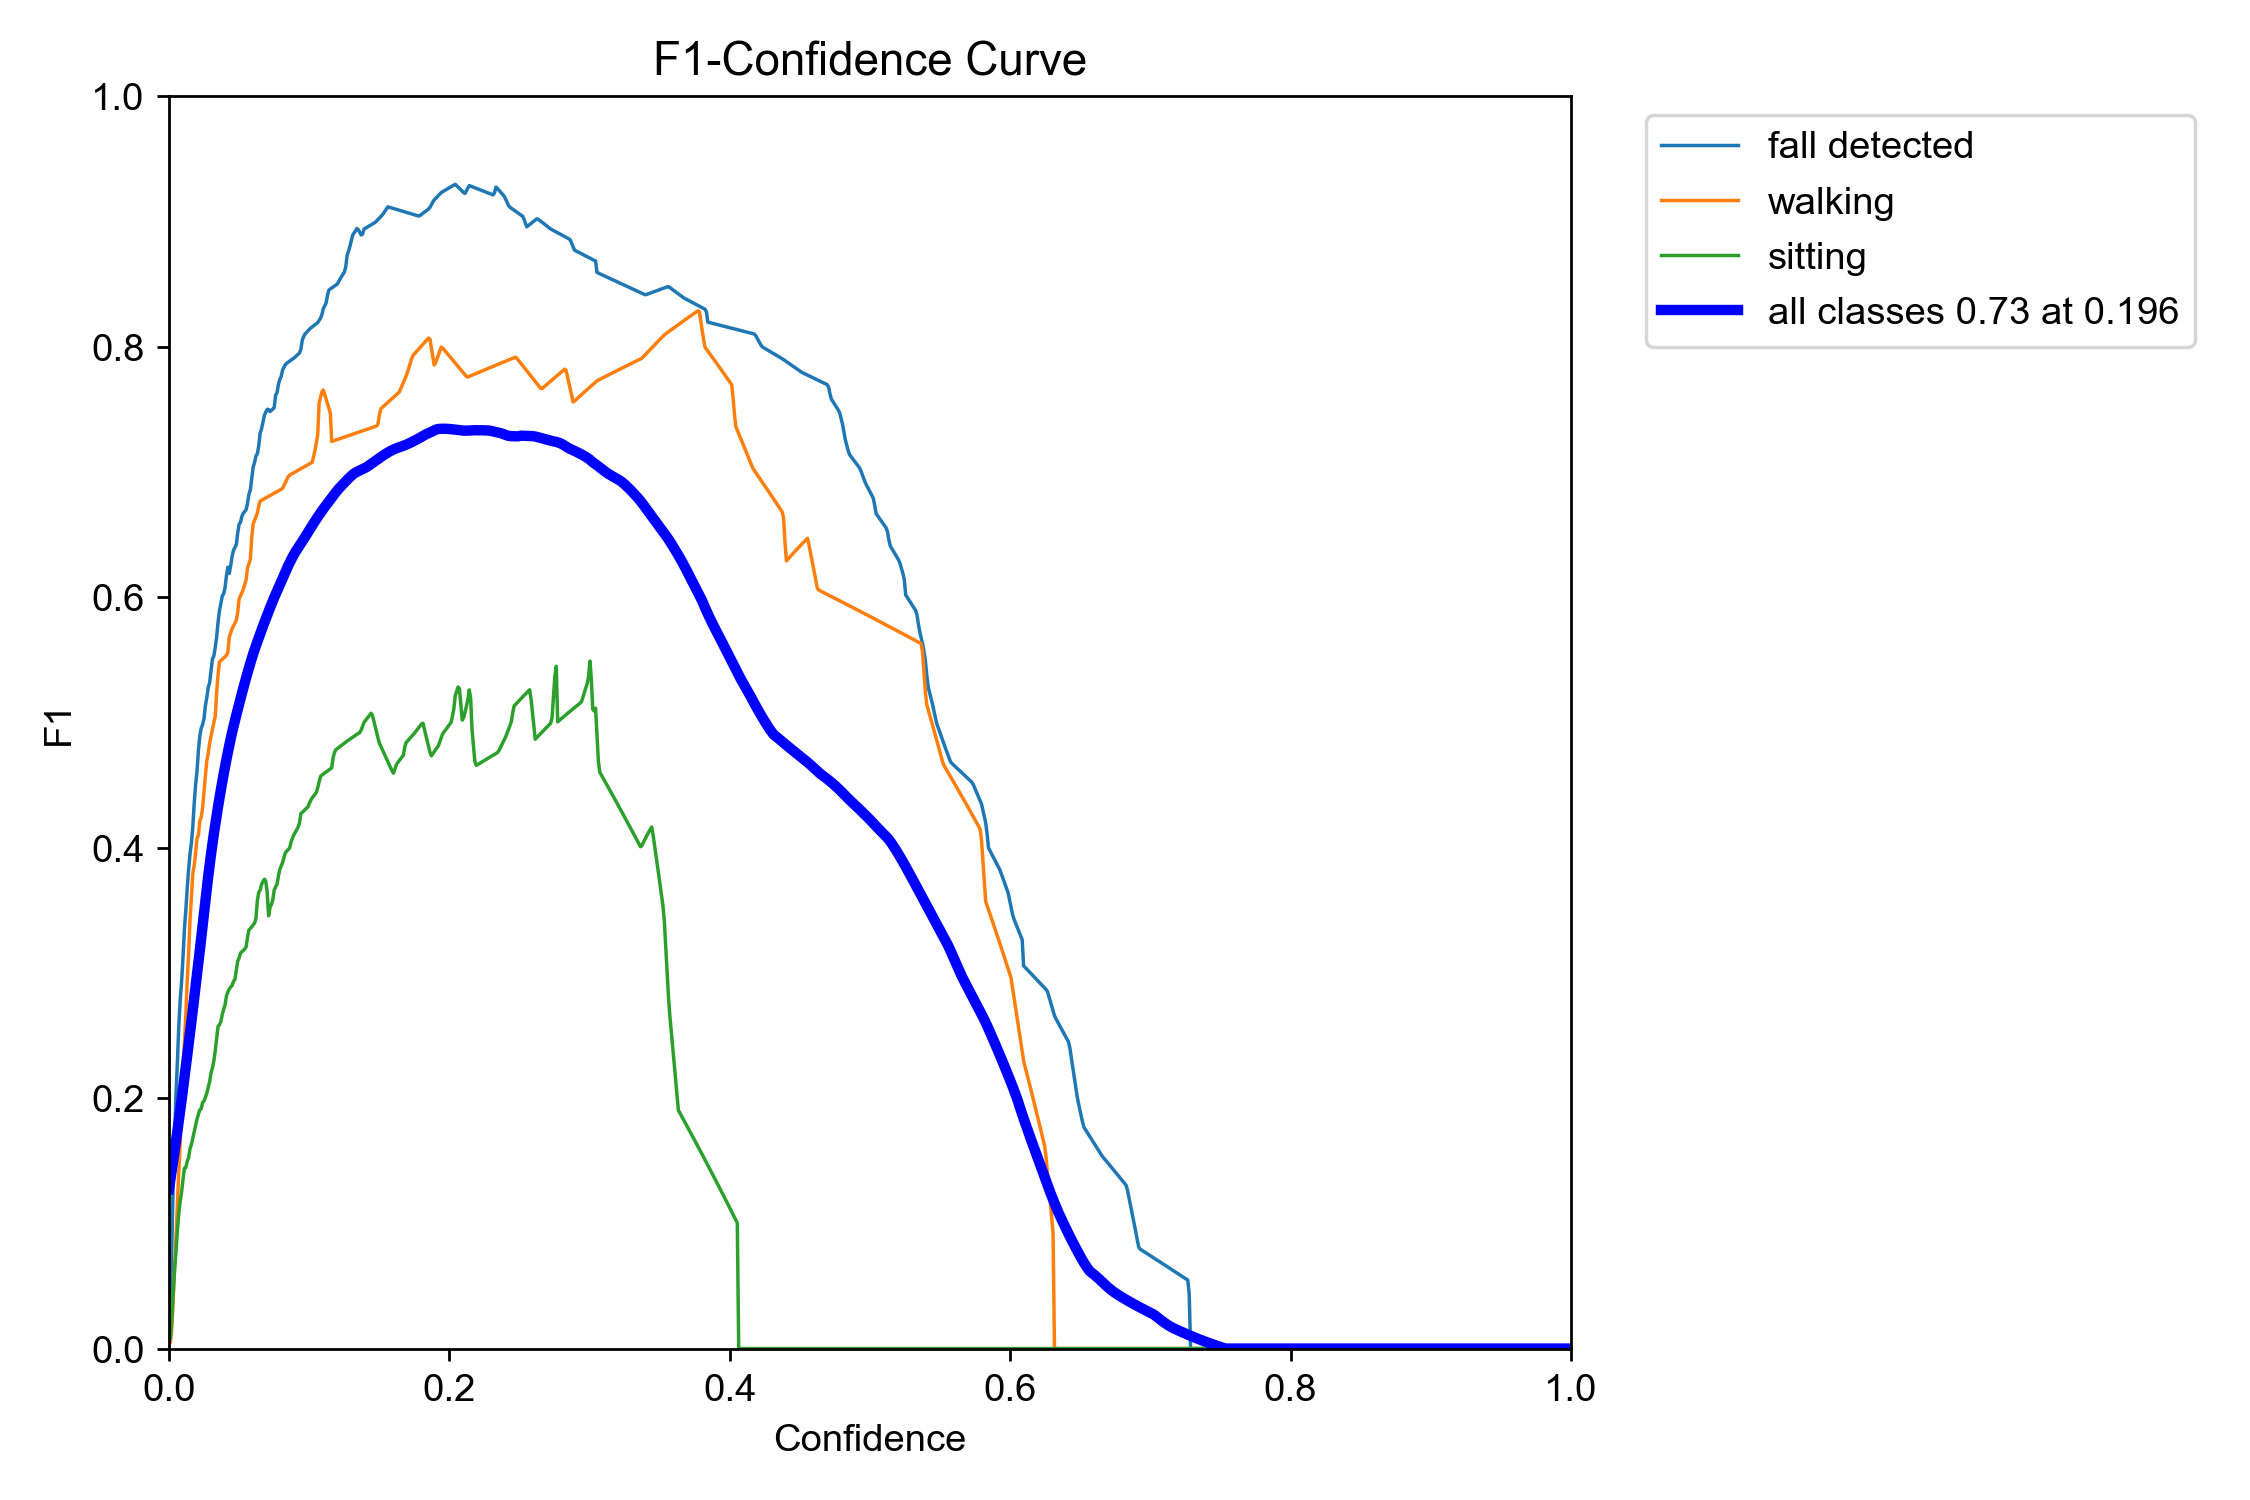 F1-Confidence Curve
1.0
0.8
0.6
0.4
0.2
0.0
F1
0.0 0.2 0.4 0.6 0.8 1.0
Confidence
fall detected
walking
sitting
all classes 0.73 at 0.196